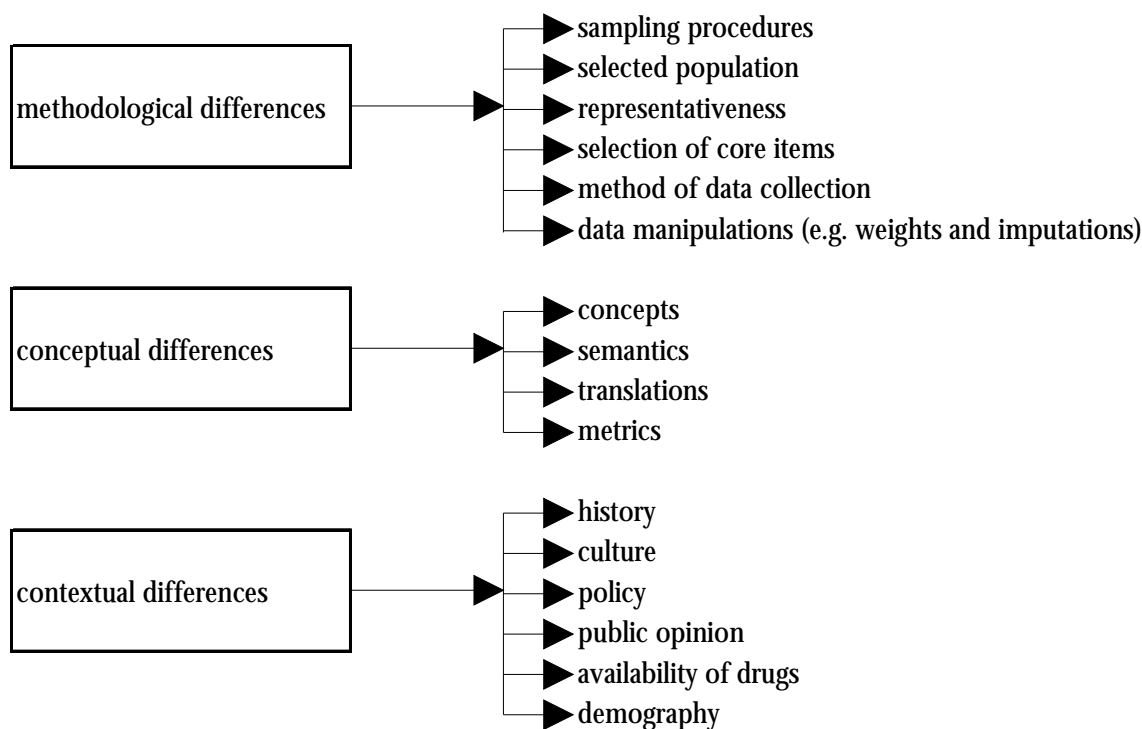 methodological differences
sampling procedures
selected population
representativeness
selection of core items
method of data collection
data manipulations (e.g. weights and imputations)
conceptual differences
concepts
semantics
translations
metrics
contextual differences
history
culture
policy
public opinion
availability of drugs
demography